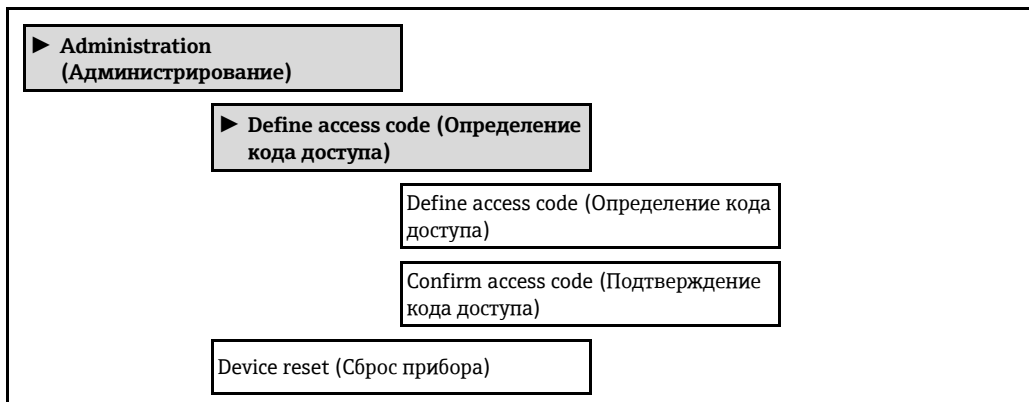 ► Administration
(Администрирование)
► Define access code (Определение
кода доступа)
Define access code (Определение кода
доступа)
Confirm access code (Подтверждение
кода доступа)
Device reset (Сброс прибора)